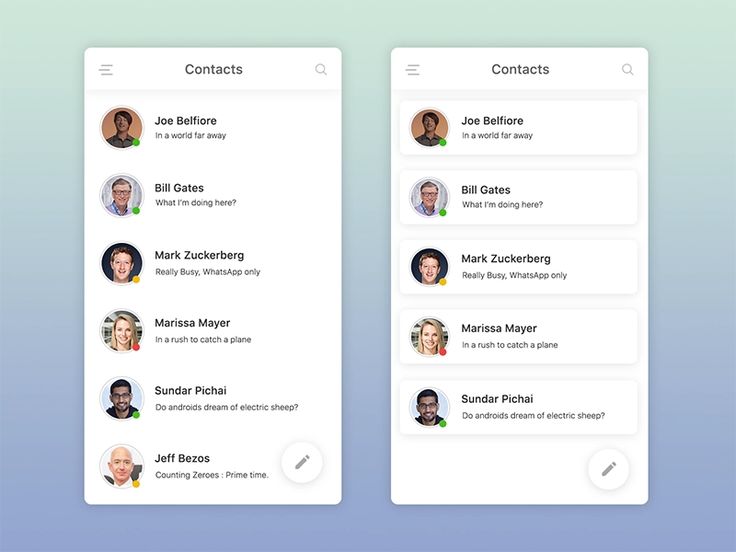 Contacts
Joe Belfiore
In a world far away
Bill Gates
What I'm doing here?
Mark Zuckerberg
Really Busy, WhatsApp only
Marissa Mayer
In a rush to catch a plane
Sundar Pichai
Do androids dream of electric sheep?
Jeff Bezos
Counting Zeroes : Prime time.
Contacts
Joe Belfiore
In a world far away
Bill Gates
What I'm doing here?
Mark Zuckerberg
Really Busy, WhatsApp only
Marissa Mayer
In a rush to catch a plane
Sundar Pichai
Do androids dream of electric sheep?